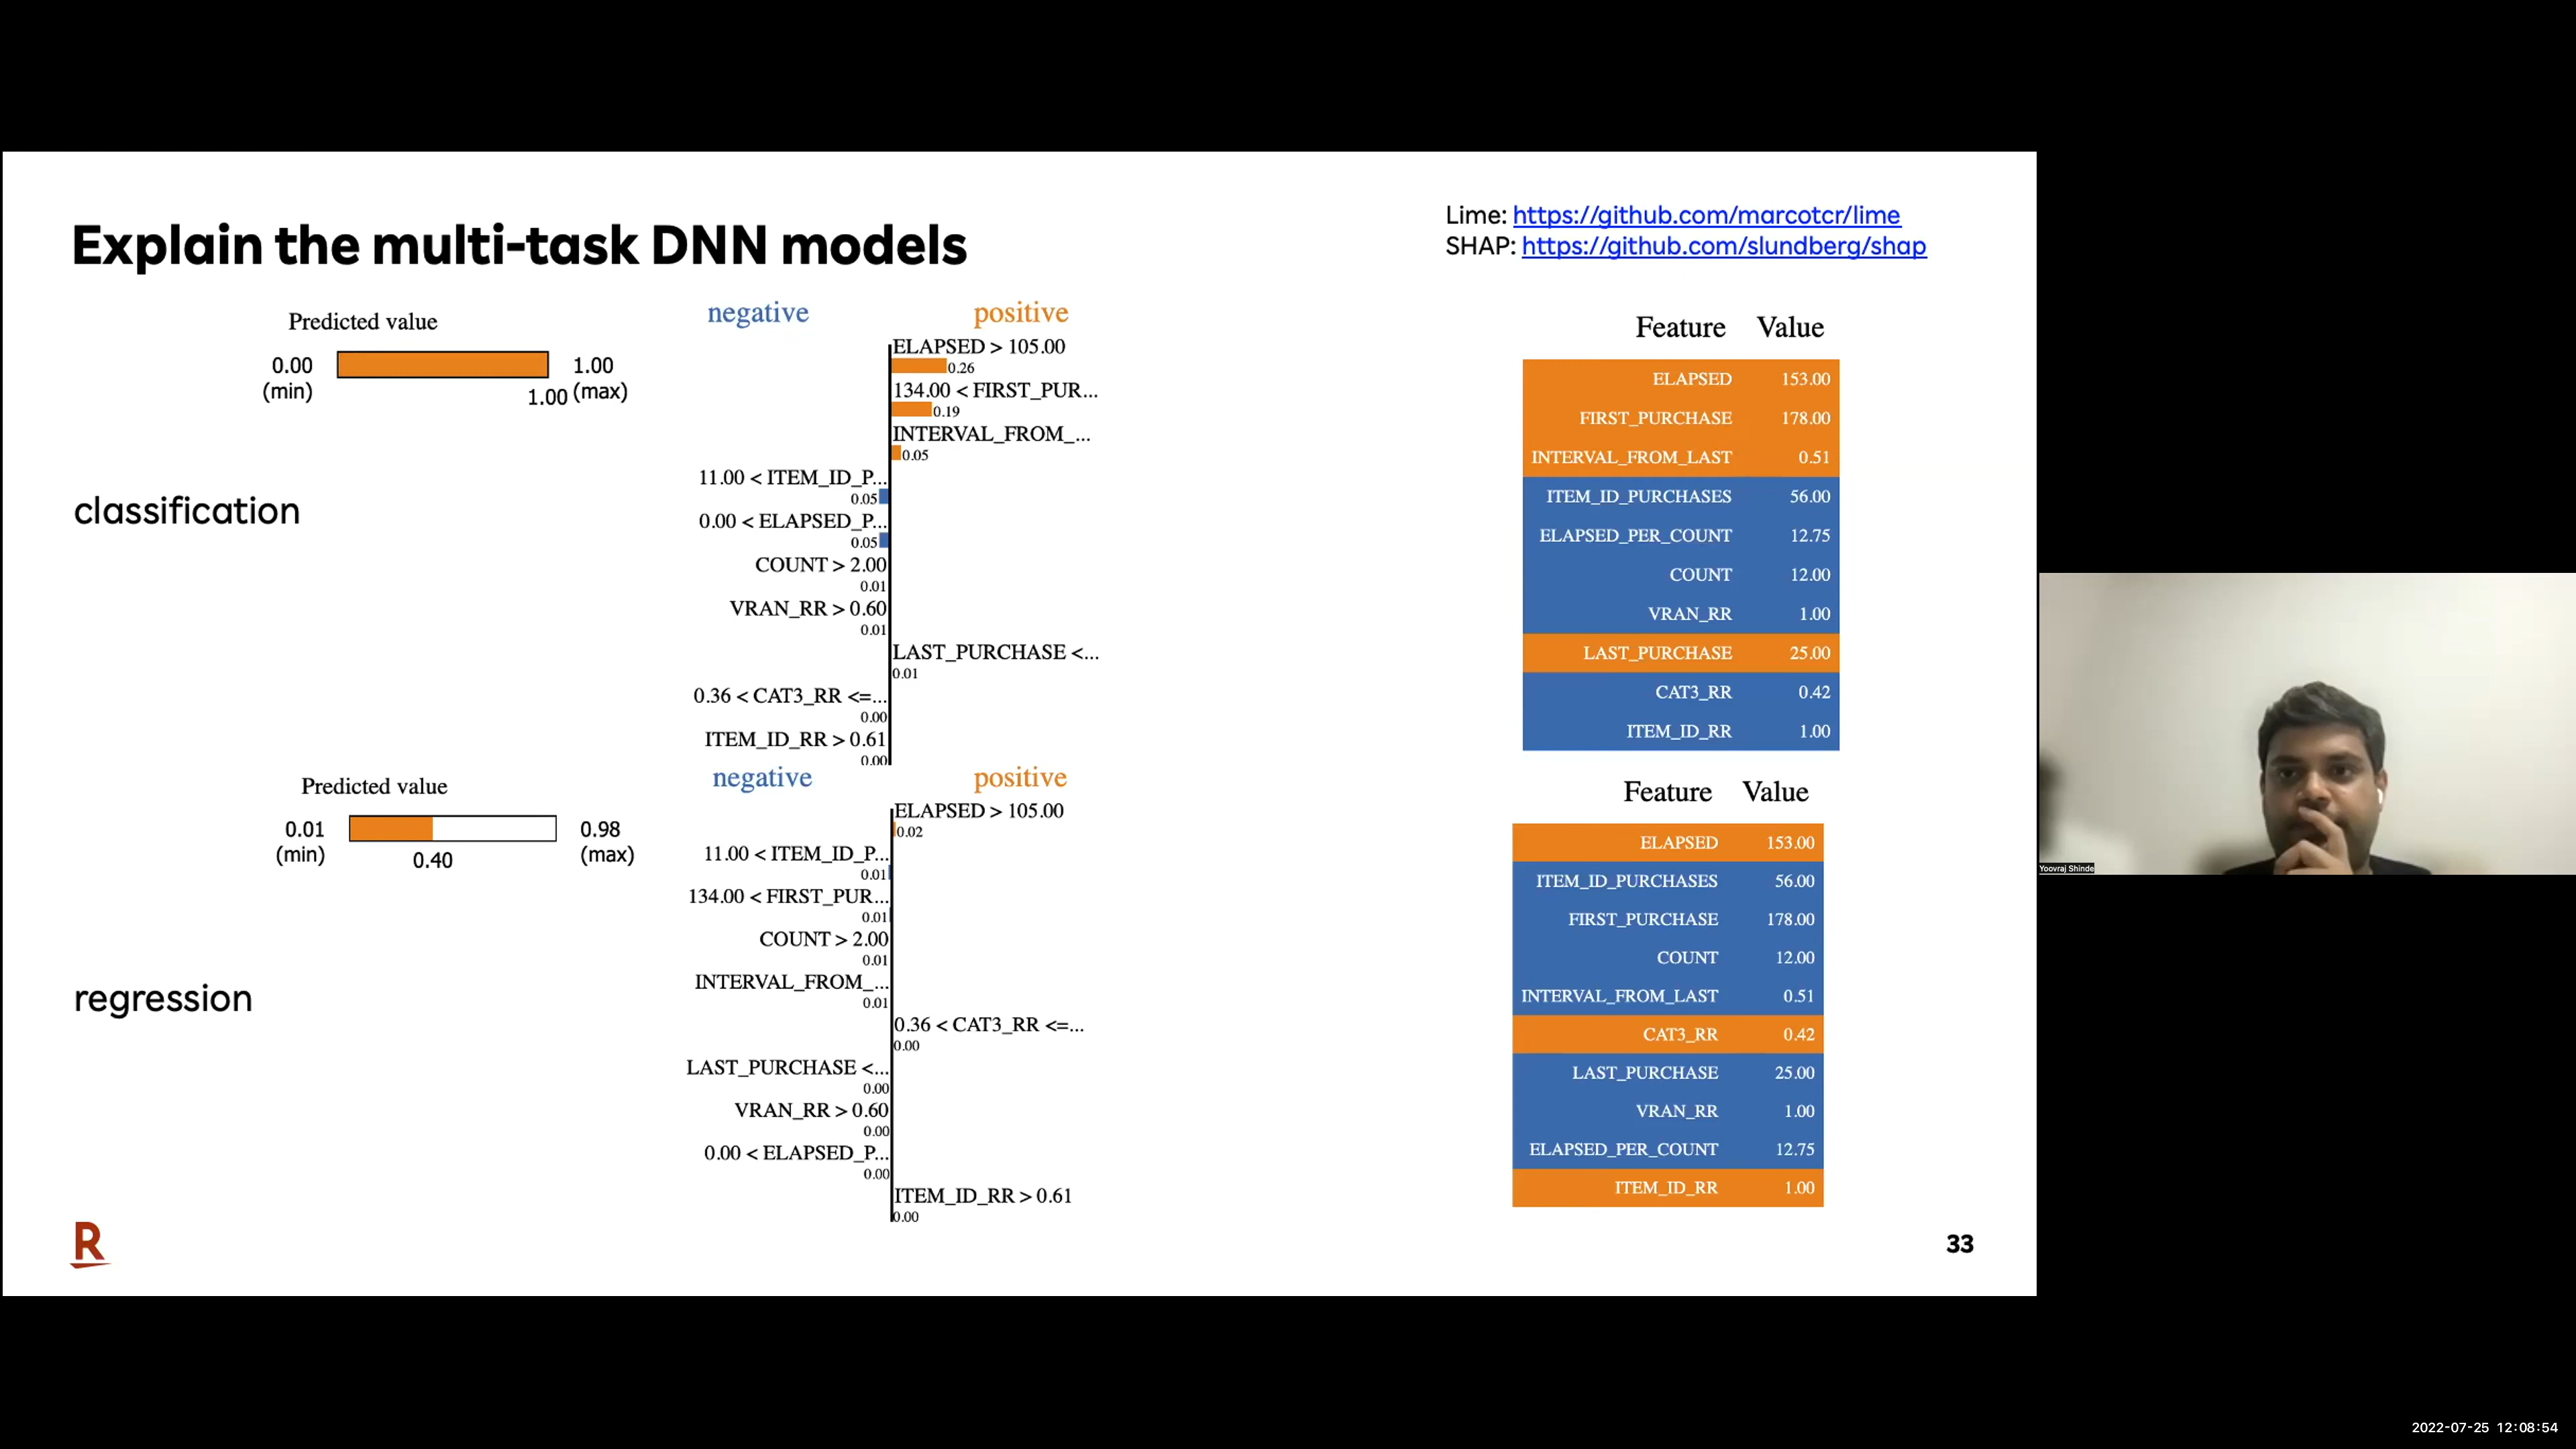 Explain the multi-task DNN models
Lime: https://github.com/marcotcr/lime
SHAP: https://github.com/slundberg/shap
Predicted value
0.00
(min)
1.00
(max)
1.00
classification
negative
positive
ELAPSED > 105.00
0.26
134.00 < FIRST_PUR...
0.19
INTERVAL_FROM_...
0.05
11.00 < ITEM_ID_P...
0.05
0.00 < ELAPSED_P...
0.05
COUNT > 2.00
0.01
VRAN_RR > 0.60
0.01
LAST_PURCHASE <...
0.01
0.36 < CAT3_RR <=...
0.00
ITEM_ID_RR > 0.61
0.00
Feature Value
ELAPSED 153.00
FIRST_PURCHASE 178.00
INTERVAL_FROM_LAST 0.51
ITEM_ID_PURCHASES 56.00
ELAPSED_PER_COUNT 12.75
COUNT 12.00
VRAN_RR 1.00
LAST_PURCHASE 25.00
CAT3_RR 0.42
ITEM_ID_RR 1.00
Predicted value
0.01
(min)
0.98
(max)
0.40
regression
negative
positive
ELAPSED > 105.00
0.02
11.00 < ITEM_ID_P...
0.01
134.00 < FIRST_PUR...
0.01
COUNT > 2.00
0.01
INTERVAL_FROM_...
0.01
0.36 < CAT3_RR <=...
0.00
LAST_PURCHASE <...
0.00
VRAN_RR > 0.60
0.00
0.00 < ELAPSED_P...
0.00
ITEM_ID_RR > 0.61
0.00
Feature Value
ELAPSED 153.00
ITEM_ID_PURCHASES 56.00
FIRST_PURCHASE 178.00
COUNT 12.00
INTERVAL_FROM_LAST 0.51
CAT3_RR 0.42
LAST_PURCHASE 25.00
VRAN_RR 1.00
ELAPSED_PER_COUNT 12.75
ITEM_ID_RR 1.00
R
33
Yoovraj Shinde
2022-07-25 12:08:54